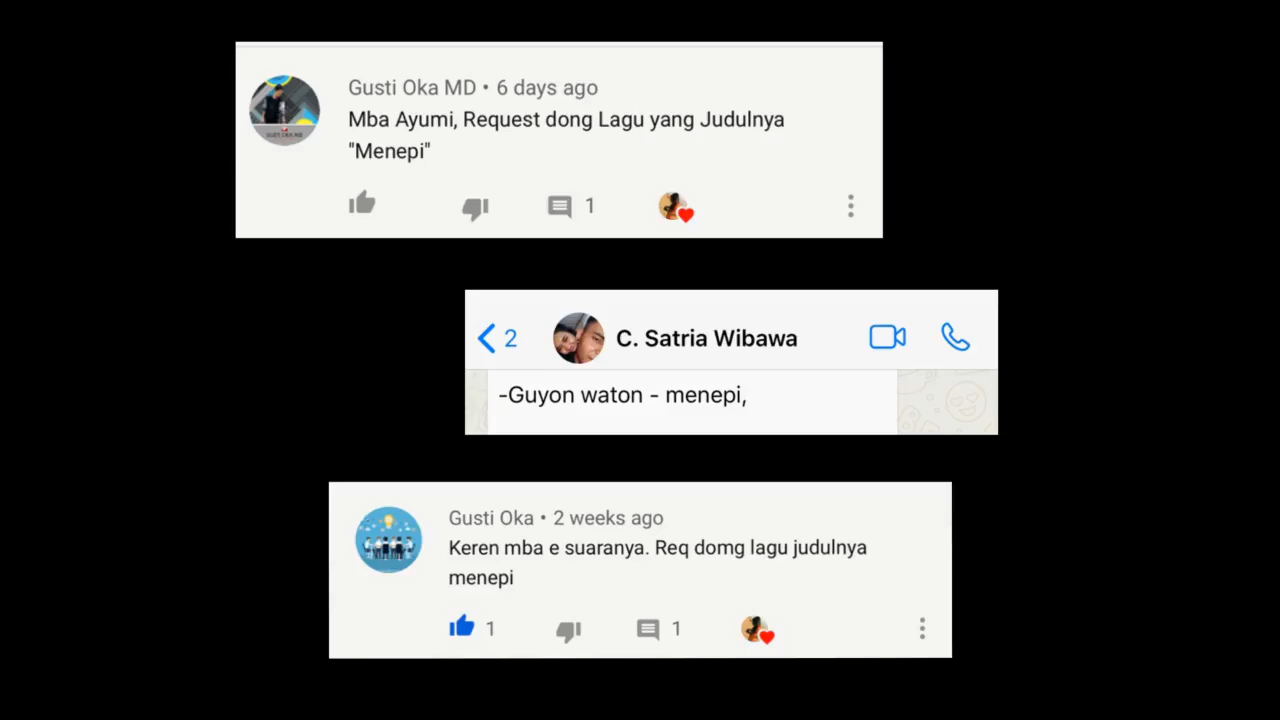 Gusti Oka MD • 6 days ago
Mba Ayumi, Request dong Lagu yang Judulnya
"Menepi"
1
2 C. Satria Wibawa
-Guyon waton - menepi,
Gusti Oka • 2 weeks ago
Keren mba e suaranya. Req domg lagu judulnya
menepi
1 1